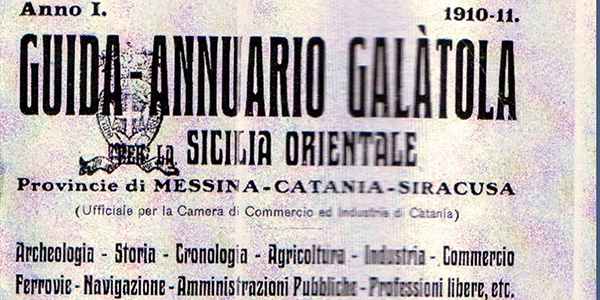 Anno I. 1910-11.
GUIDA-ANNUARIO GALÀTOLA
PER LA SICILIA ORIENTALE
Provincie di MESSINA-CATANIA-SIRACUSA
(Ufficiale per la Camera di Commercio ed Industria di Catania)
Archeologia - Storia - Cronologia - Agricoltura - Industria - Commercio
Ferrovie - Navigazione - Amministrazioni Pubbliche - Professioni libere, etc.